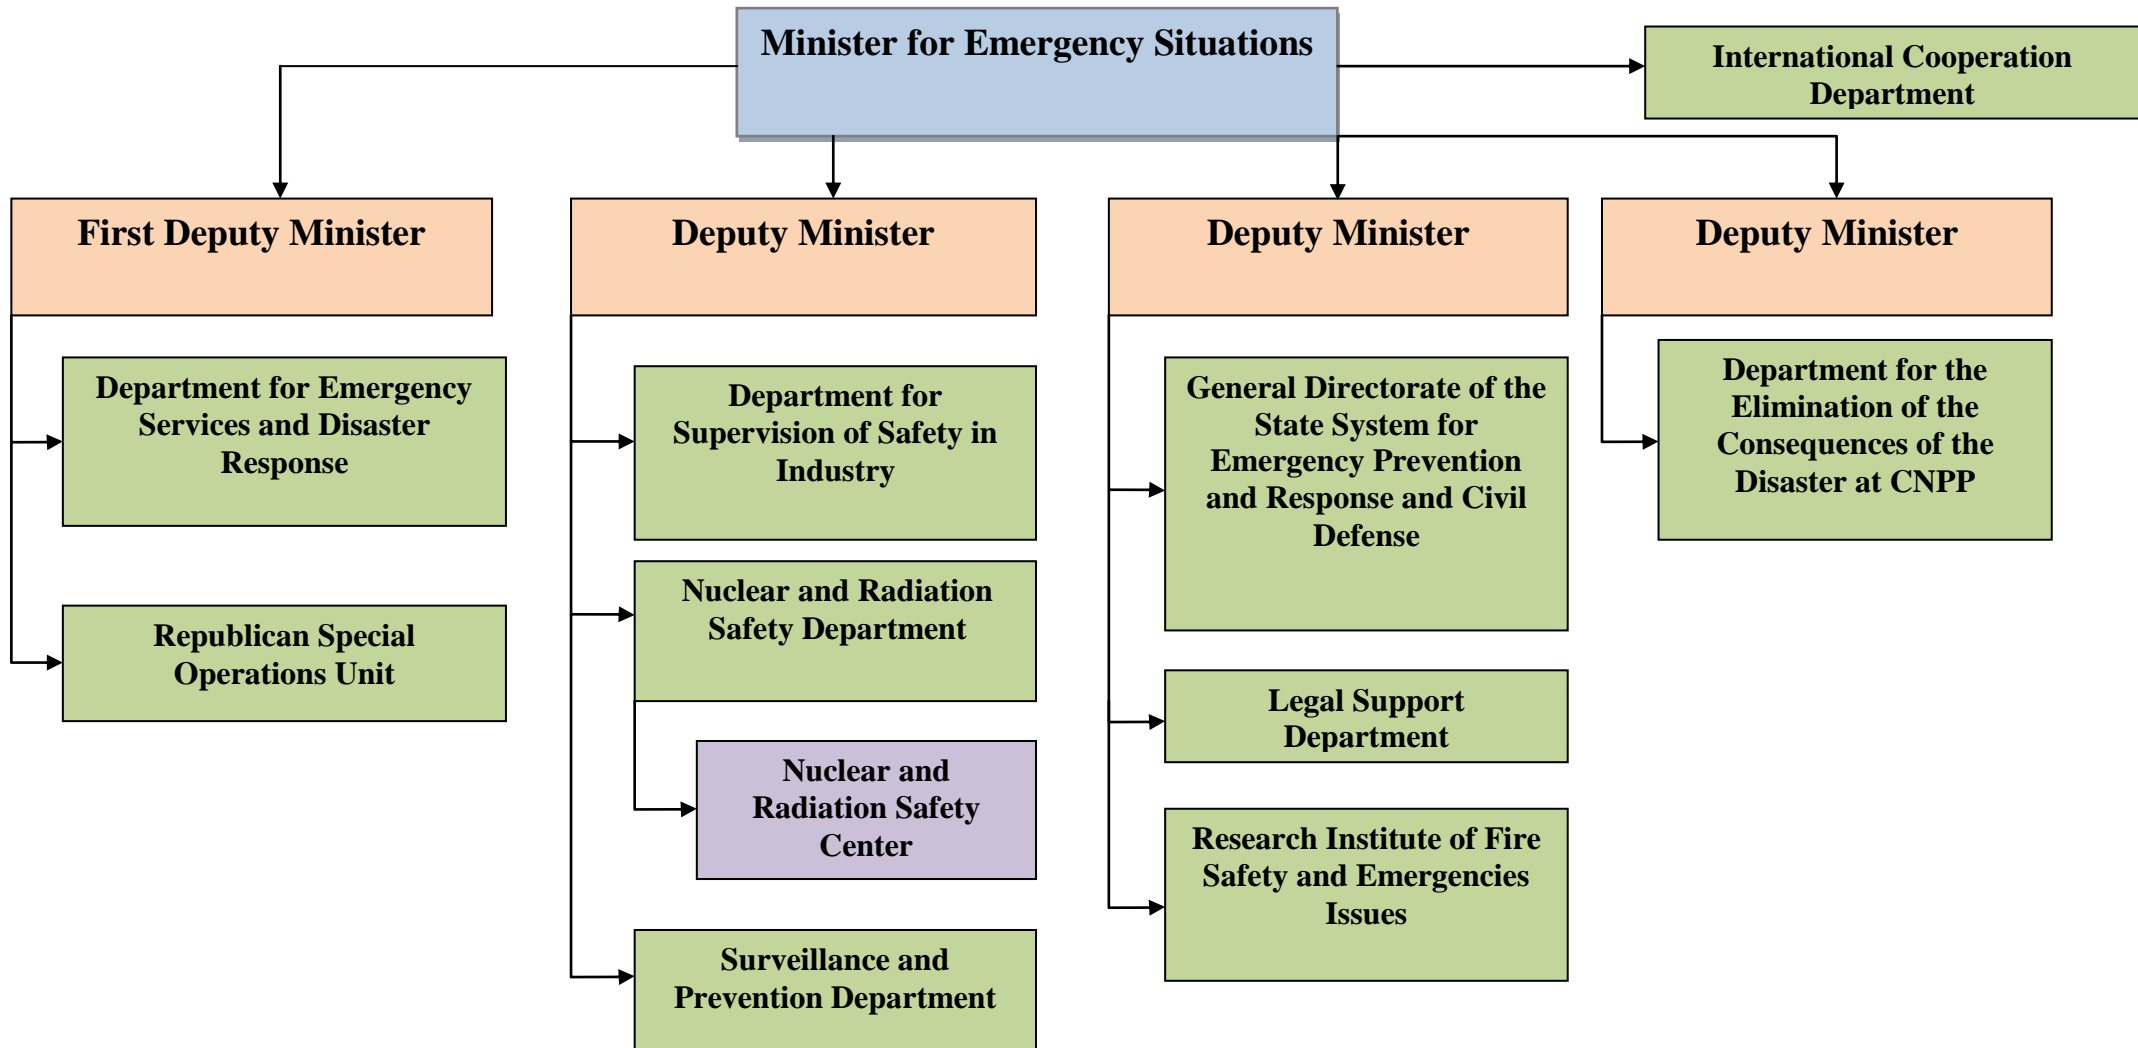 Minister for Emergency Situations
International Cooperation
Department
First Deputy Minister
Deputy Minister
Deputy Minister
Deputy Minister
Department for Emergency
Services and Disaster
Response
Republican Special
Operations Unit
Department for
Supervision of Safety in
Industry
Nuclear and Radiation
Safety Department
Nuclear and
Radiation Safety
Center
Surveillance and
Prevention Department
General Directorate of the
State System for
Emergency Prevention
and Response and Civil
Defense
Legal Support
Department
Research Institute of Fire
Safety and Emergencies
Issues
Department for the
Elimination of the
Consequences of the
Disaster at CNPP